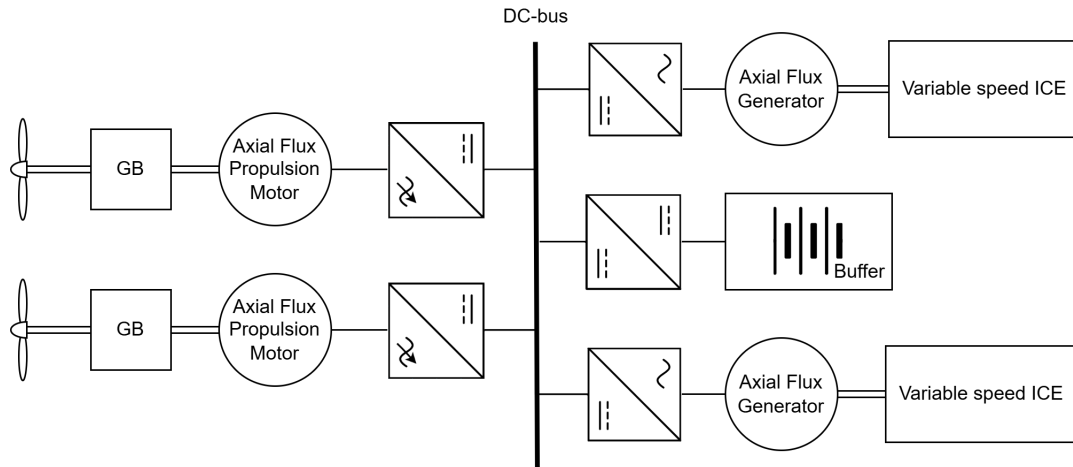 DC-bus
Axial Flux
Generator
Variable speed ICE
GB
Axial Flux
Propulsion
Motor
Buffer
GB
Axial Flux
Propulsion
Motor
Axial Flux
Generator
Variable speed ICE